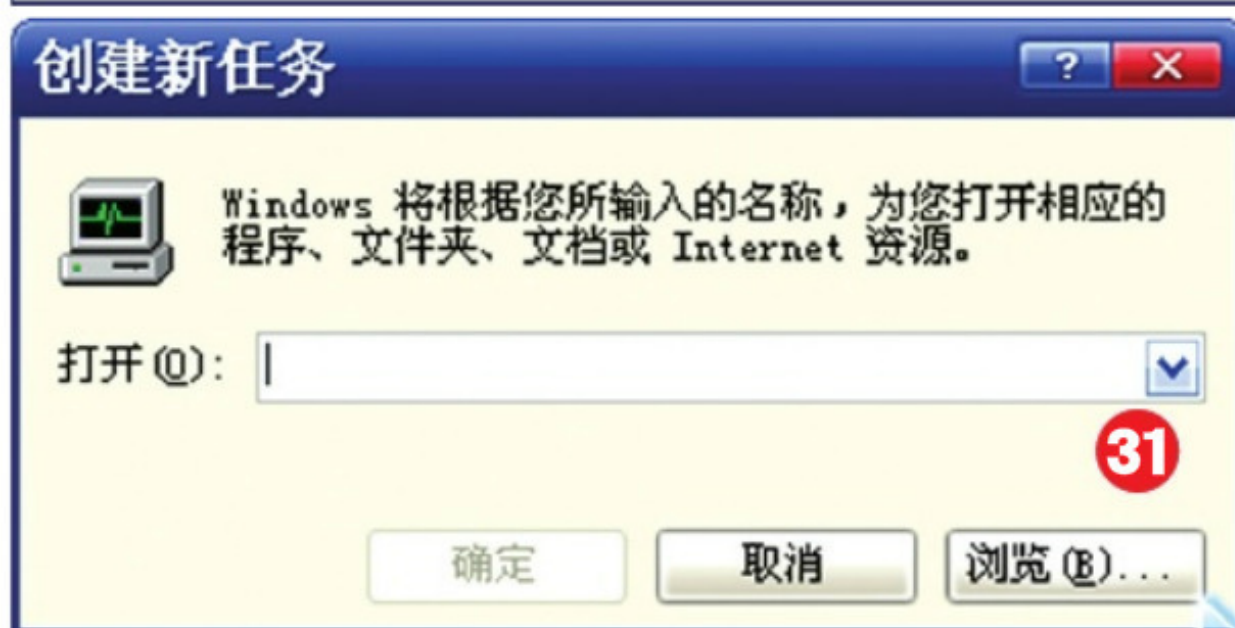 创建新任务
?
Windows 将根据您所输入的名称，为您打开相应的
程序、文件夹、文档或 Internet 资源。
打开(O):
31
确定
取消
浏览(B)...